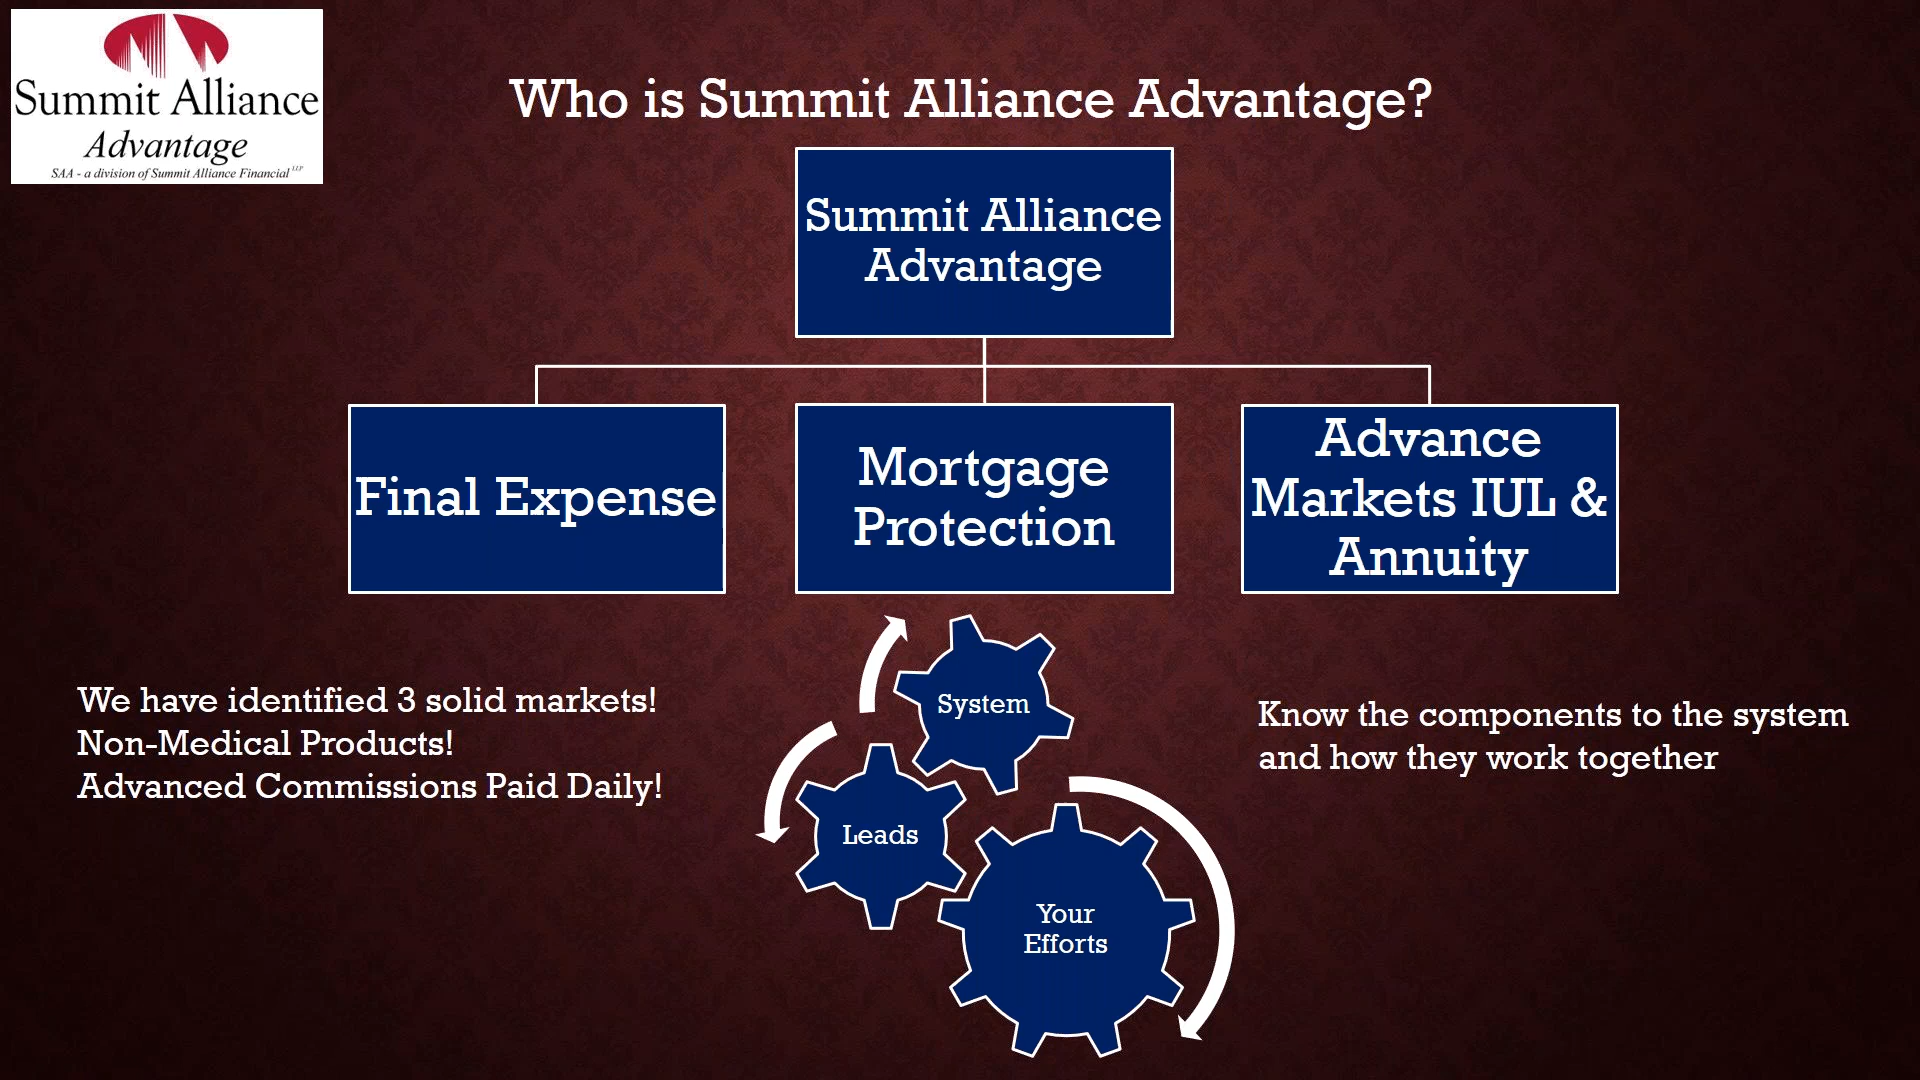 Summit Alliance
Advantage
SAA - a division of Summit Alliance Financial LLP
Who is Summit Alliance Advantage?
Summit Alliance
Advantage
Final Expense
Mortgage
Protection
Advance
Markets IUL &
Annuity
We have identified 3 solid markets!
Non-Medical Products!
Advanced Commissions Paid Daily!
System
Leads
Your
Efforts
Know the components to the system
and how they work together